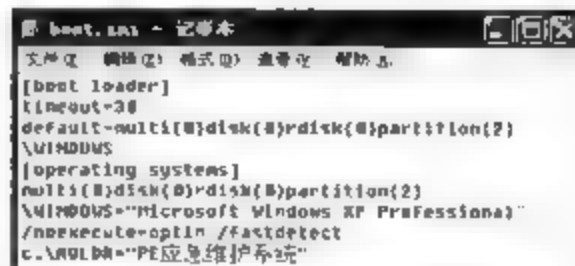 boot.ini - 记事本
文件(F) 编辑(E) 格式(O) 查看(V) 帮助(H)
[boot loader]
timeout=30
default=multi(0)disk(0)rdisk(0)partition(2)
\WINDOWS
[operating systems]
multi(0)disk(0)rdisk(0)partition(2)
\WINDOWS="Microsoft Windows XP Professional"
/noexecute=optin /fastdetect
="PE应急维护系统"